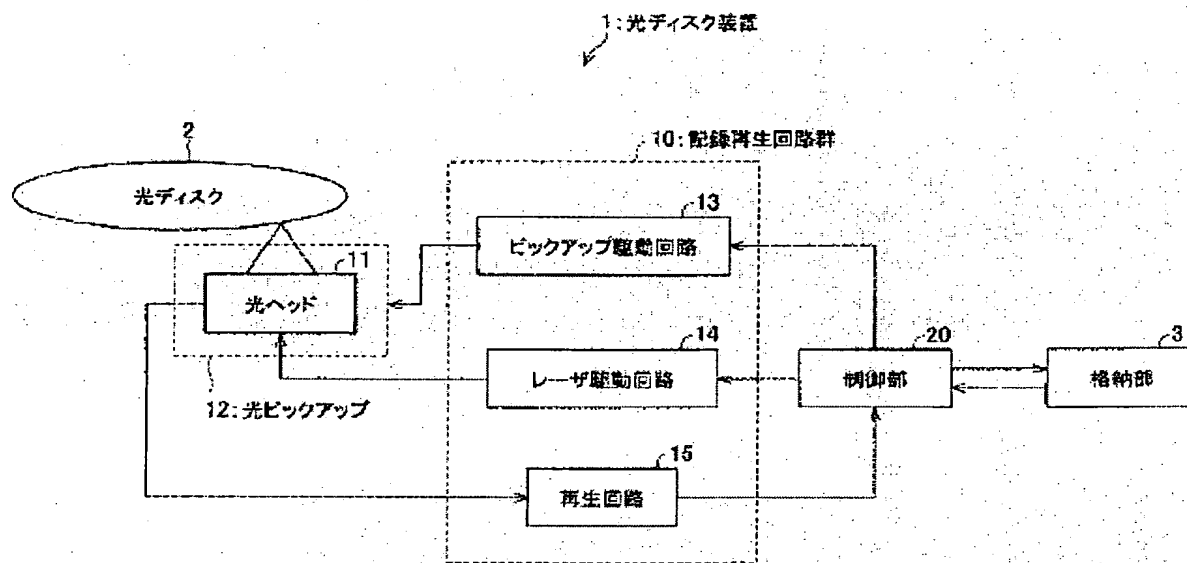 1:光ディスク装置
2
10:記録再生回路群
光ディスク
13
ピックアップ駆動回路
11
光ヘッド
14
20
3
レーザ駆動回路
制御部
格納部
12:光ピックアップ
15
再生回路